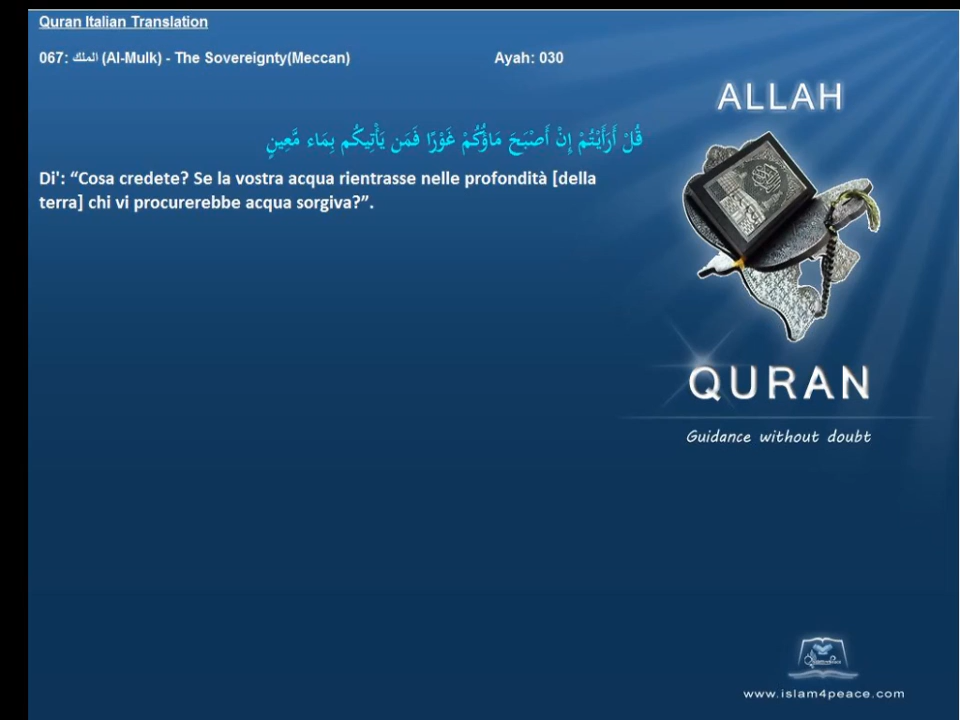 Quran Italian Translation
067: الملك (Al-Mulk) - The Sovereignty(Meccan) Ayah: 030
قُلْ أَرَأَيْتُمْ إِنْ أَصْبَحَ مَاؤُكُمْ غَوْرًا فَمَن يَأْتِيكُم بِمَاء مَّعِينٍ
Di': “Cosa credete? Se la vostra acqua rientrasse nelle profondità [della
terra] chi vi procurerebbe acqua sorgiva?”.
ALLAH
QURAN
Guidance without doubt
www.islam4peace.com